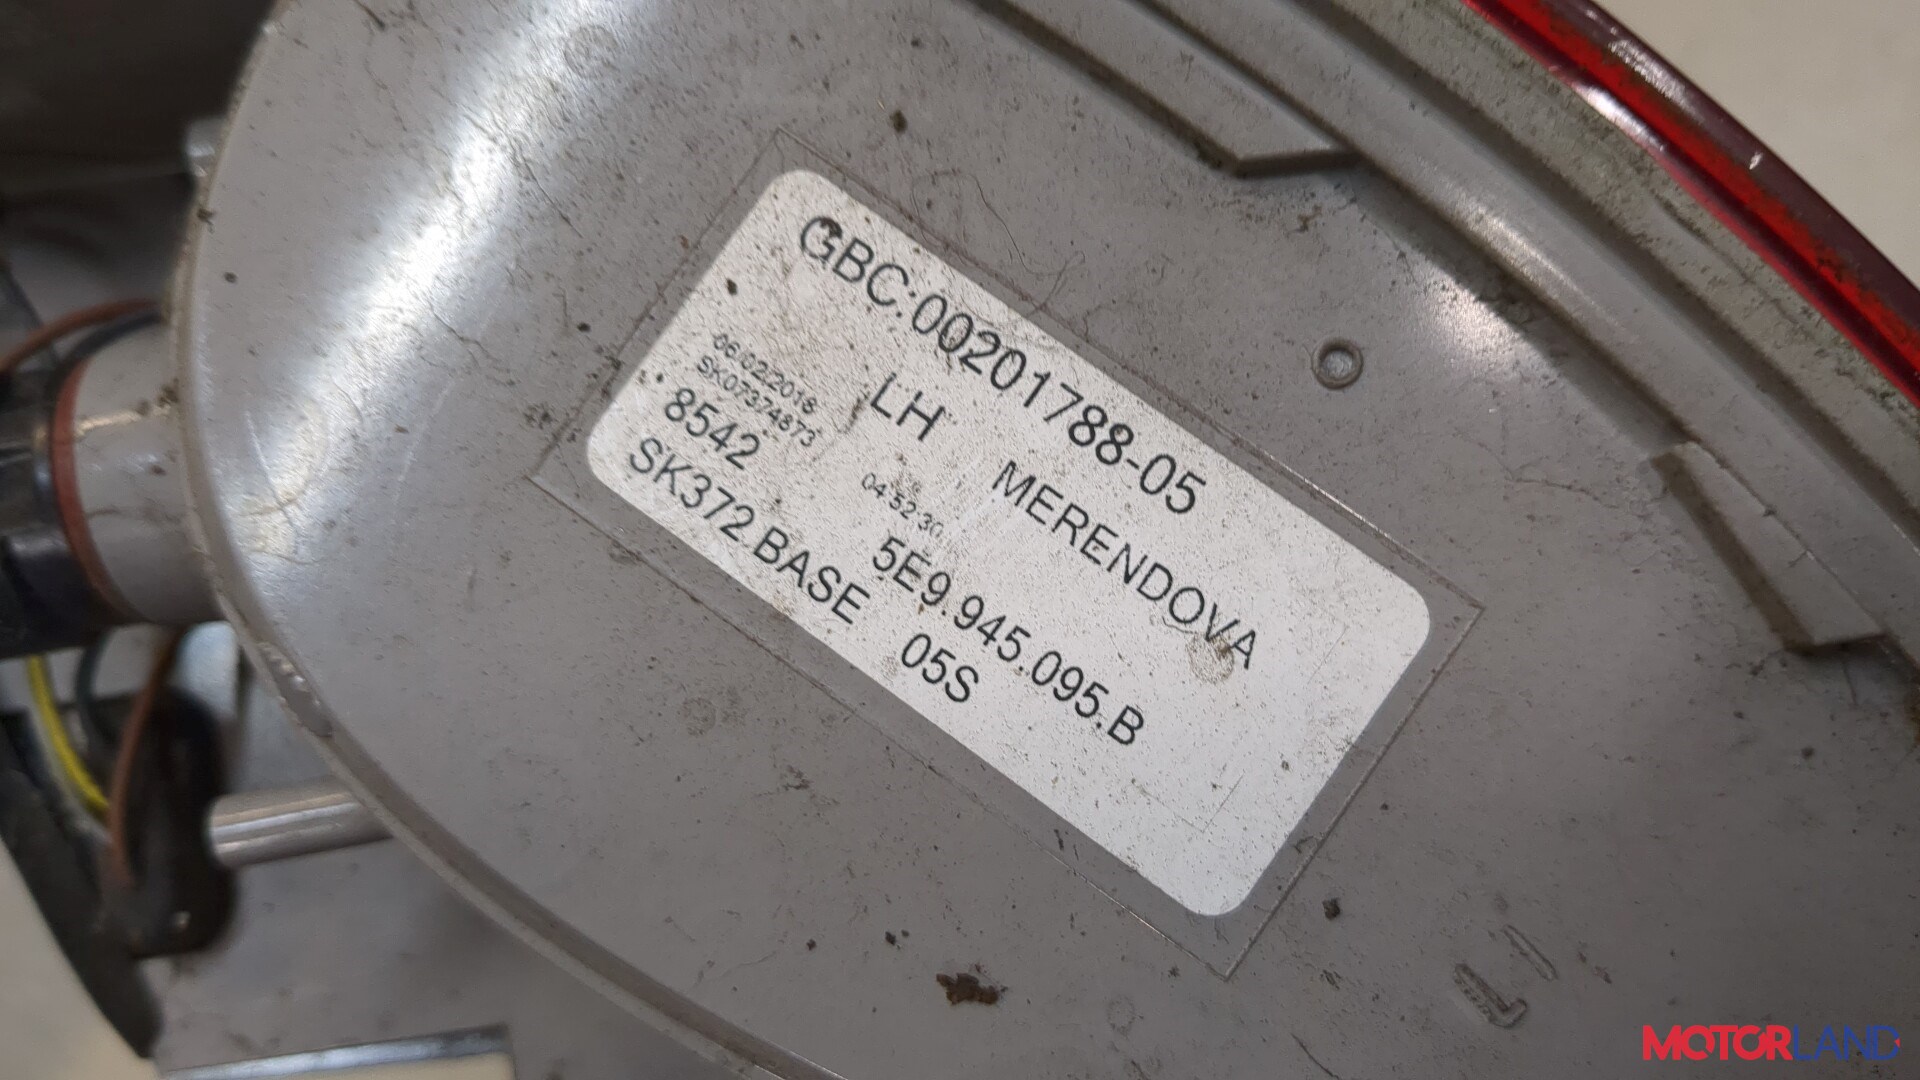 GBC:00201788-05
LH MERENDOVA
06/02/2018
SK07374873
04:52:30
8542 5E9.945.095.B
SK372 BASE 05S
MOTORLAND